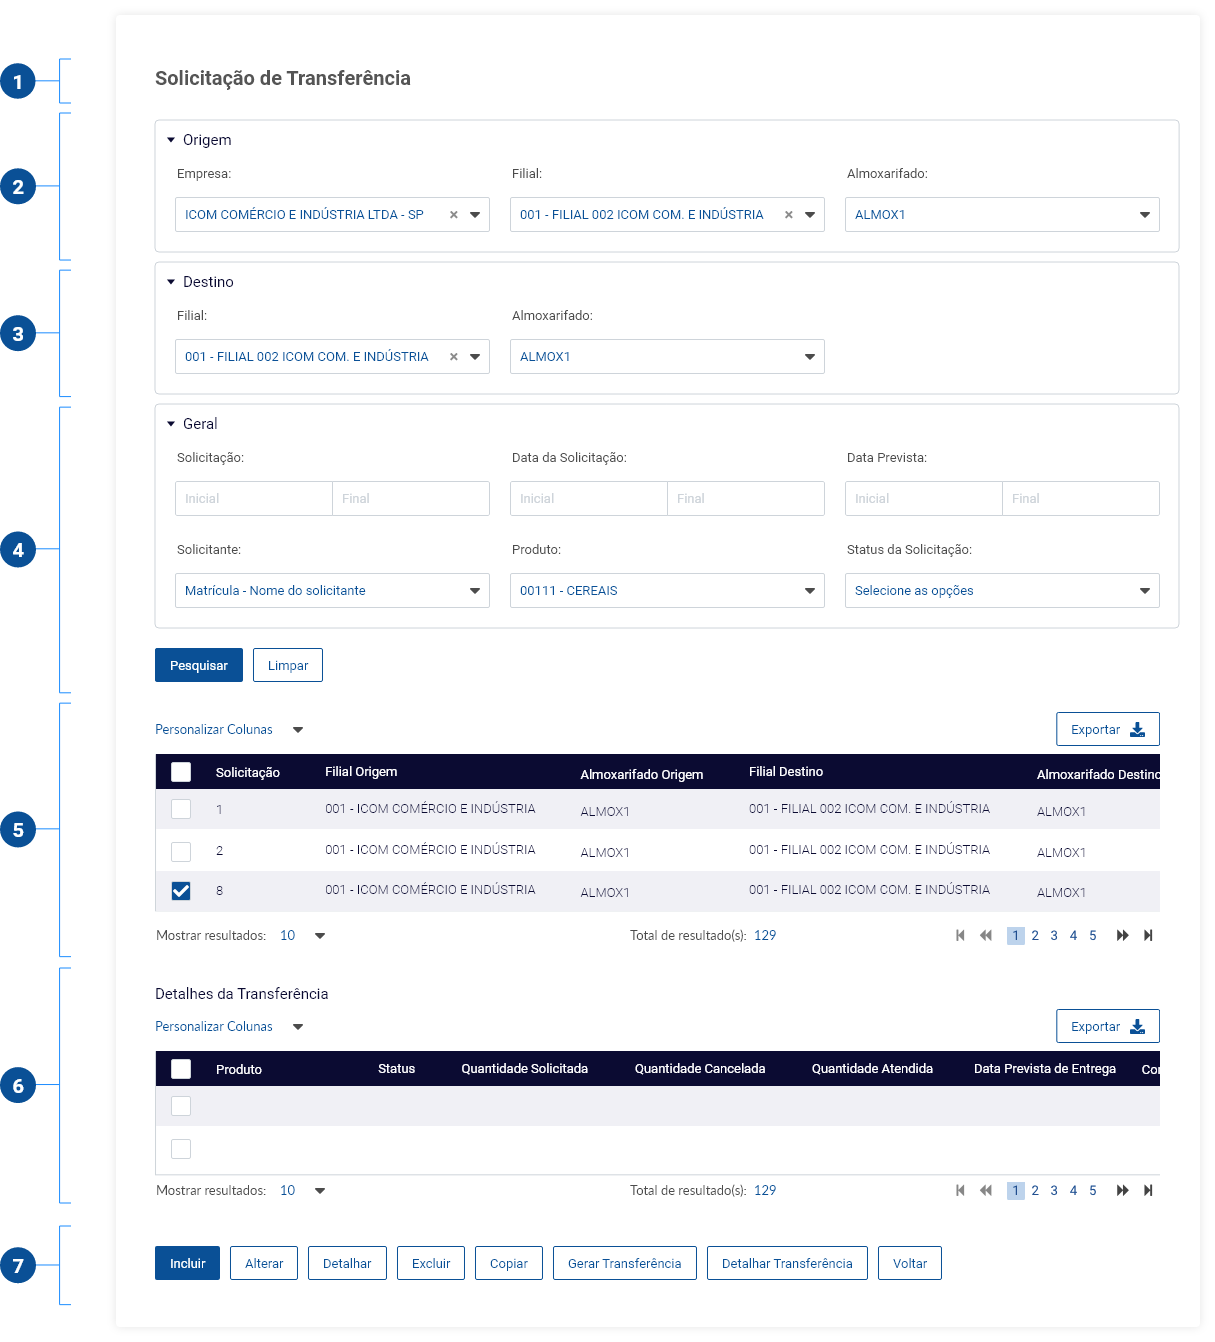 1
Solicitação de Transferência
2
Origem
Empresa: Filial: Almoxarifado:
ICOM COMÉRCIO E INDÚSTRIA LTDA - SP × 001 - FILIAL 002 ICOM COM. E INDÚSTRIA × ALMOX1
3
Destino
Filial: Almoxarifado:
001 - FILIAL 002 ICOM COM. E INDÚSTRIA × ALMOX1
4
Geral
Solicitação: Data da Solicitação: Data Prevista:
Inicial Final Inicial Final Inicial Final
Solicitante: Produto: Status da Solicitação:
Matrícula - Nome do solicitante 00111 - CEREAIS Selecione as opções
Pesquisar Limpar
5
Personalizar Colunas Exportar
Solicitação Filial Origem Almoxarifado Origem Filial Destino Almoxarifado Destino
1 001 - ICOM COMÉRCIO E INDÚSTRIA ALMOX1 001 - FILIAL 002 ICOM COM. E INDÚSTRIA ALMOX1
2 001 - ICOM COMÉRCIO E INDÚSTRIA ALMOX1 001 - FILIAL 002 ICOM COM. E INDÚSTRIA ALMOX1
8 001 - ICOM COMÉRCIO E INDÚSTRIA ALMOX1 001 - FILIAL 002 ICOM COM. E INDÚSTRIA ALMOX1
Mostrar resultados: 10 Total de resultado(s): 129 1 2 3 4 5
6
Detalhes da Transferência
Personalizar Colunas Exportar
Produto Status Quantidade Solicitada Quantidade Cancelada Quantidade Atendida Data Prevista de Entrega
Mostrar resultados: 10 Total de resultado(s): 129 1 2 3 4 5
7
Incluir Alterar Detalhar Excluir Copiar Gerar Transferência Detalhar Transferência Voltar